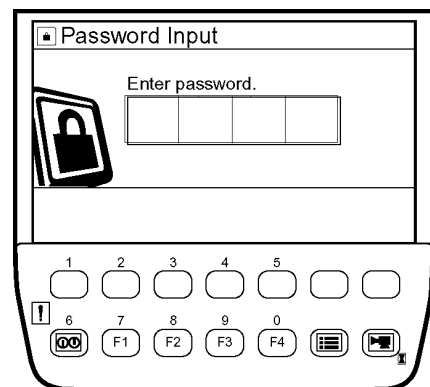 Password Input
Enter password.
1 2 3 4 5
!
6 7 8 9 0
F1 F2 F3 F4